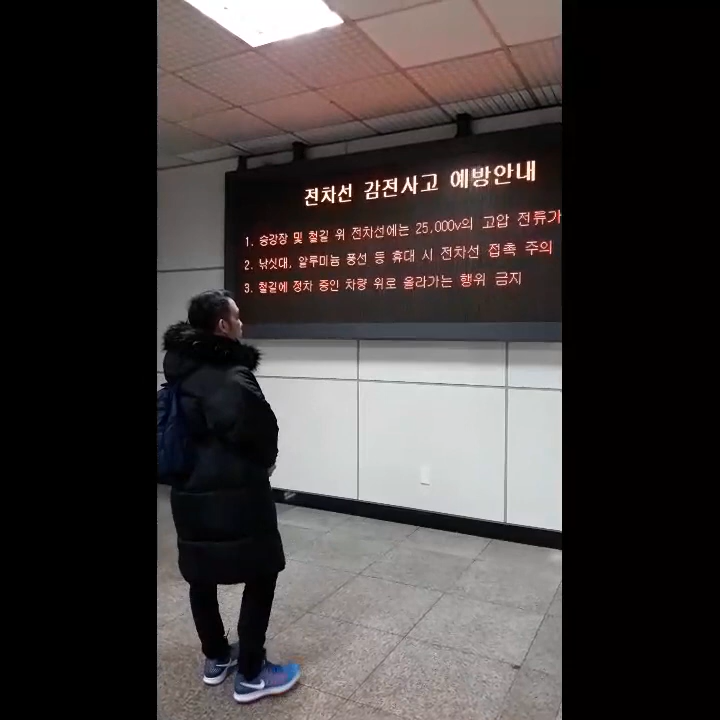 전차선 감전사고 예방안내
1. 승강장 및 철길 위 전차선에는 25,000v의 고압 전류가
2. 낚싯대, 알루미늄 풍선 등 휴대 시 전차선 접촉 주의
3. 철길에 정차 중인 차량 위로 올라가는 행위 금지